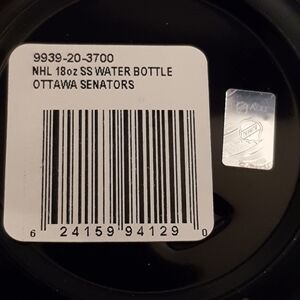 9939-20-3700
NHL 18oz SS WATER BOTTLE
OTTAWA SENATORS
6 24159 94129 0